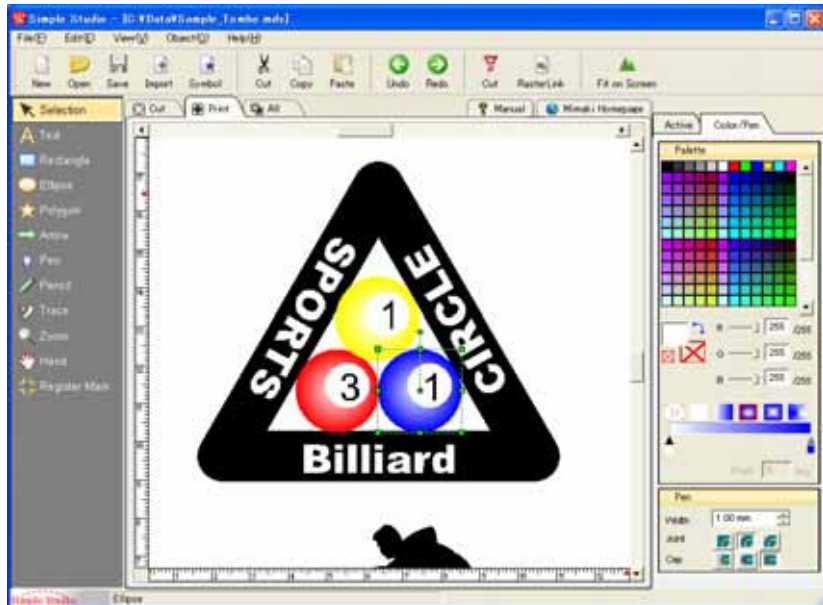 Simple Studio - [C:¥Data¥Sample_Tombo.mds]
File(F) Edit(E) View(V) Object(O) Help(H)
New Open Save Import Symbol Cut Copy Paste Undo Redo Cut RasterLink Fit on Screen
Selection
Text
Rectangle
Ellipse
Polygon
Arrow
Pen
Pencil
Trace
Zoom
Hand
Register Mark
Cut Print All Manual Mimaki Homepage
SPORTS
CIRCLE
1
3 1
Billiard
Active Color/Pen
Palette
R 255 /255
G 255 /255
B 255 /255
Pen
Width 1.00 mm
Joint
Cap
Simple Studio Ellipse